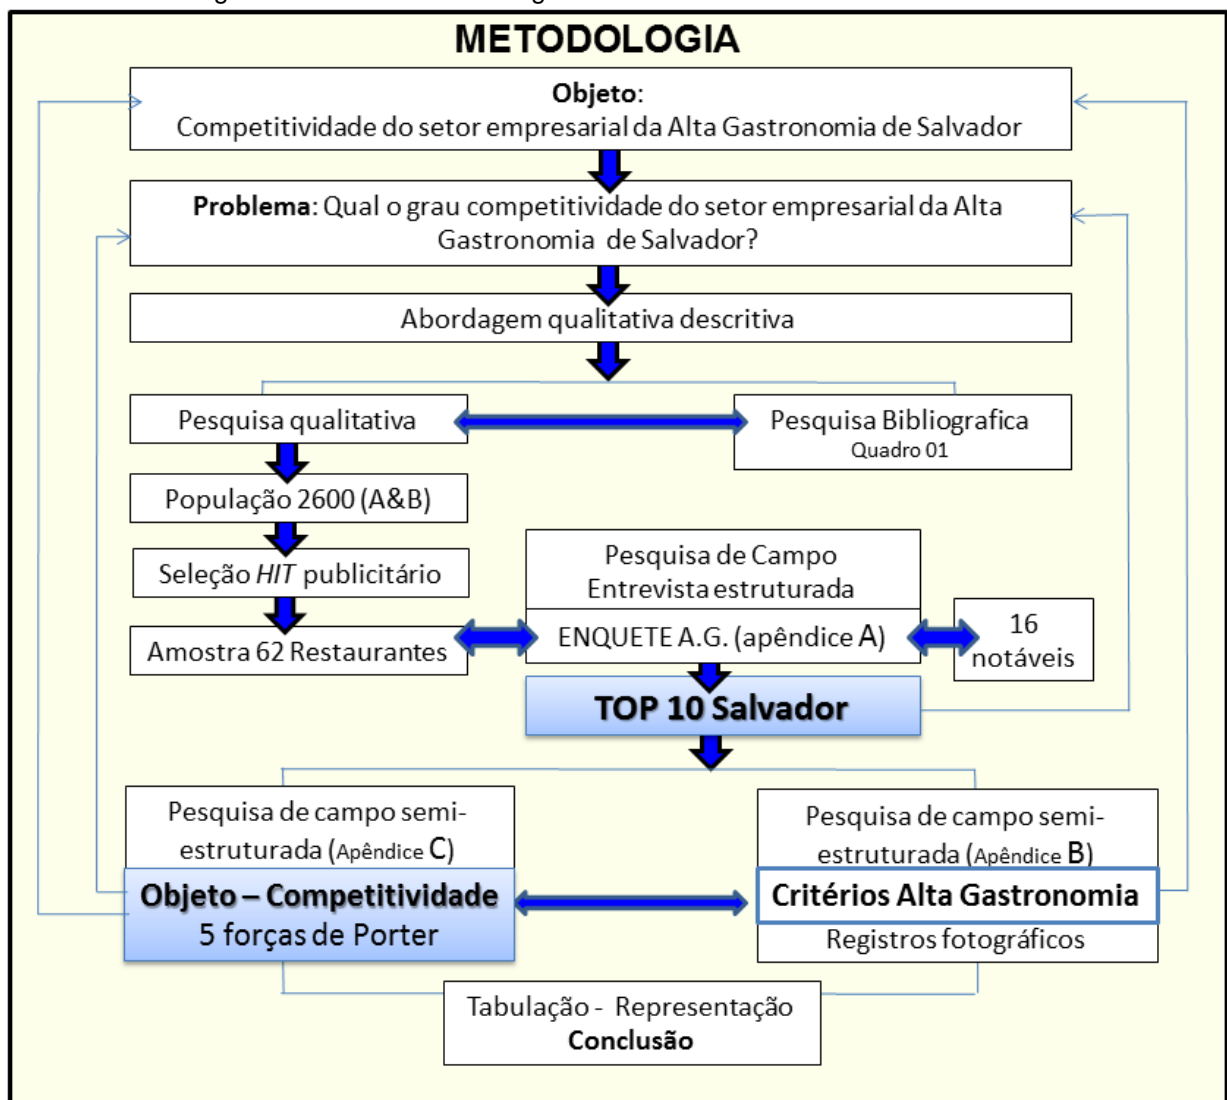 METODOLOGIA
Objeto:
Competitividade do setor empresarial da Alta Gastronomia de Salvador
Problema: Qual o grau competitividade do setor empresarial da Alta
Gastronomia de Salvador?
Abordagem qualitativa descritiva
Pesquisa qualitativa
Pesquisa Bibliografica
Quadro 01
População 2600 (A&B)
Seleção HIT publicitário
Amostra 62 Restaurantes
Pesquisa de Campo
Entrevista estruturada
ENQUETE A.G. (apêndice A)
16
notáveis
TOP 10 Salvador
Pesquisa de campo semi-
estruturada (Apêndice C)
Objeto – Competitividade
5 forças de Porter
Pesquisa de campo semi-
estruturada (Apêndice B)
Critérios Alta Gastronomia
Registros fotográficos
Tabulação - Representação
Conclusão